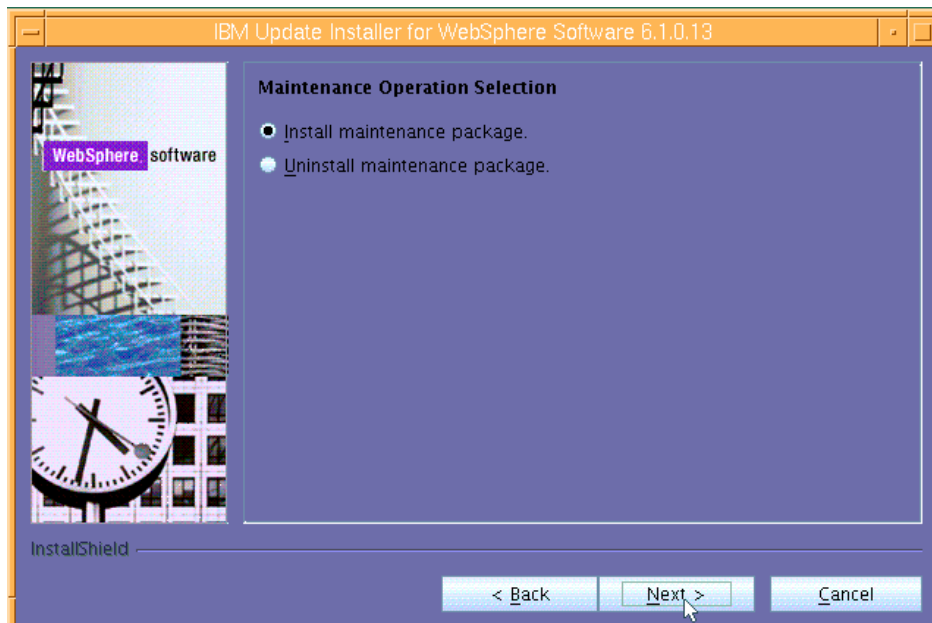 IBM Update Installer for WebSphere Software 6.1.0.13
WebSphere software
Maintenance Operation Selection
Install maintenance package.
Uninstall maintenance package.
InstallShield
< Back
Next >
Cancel